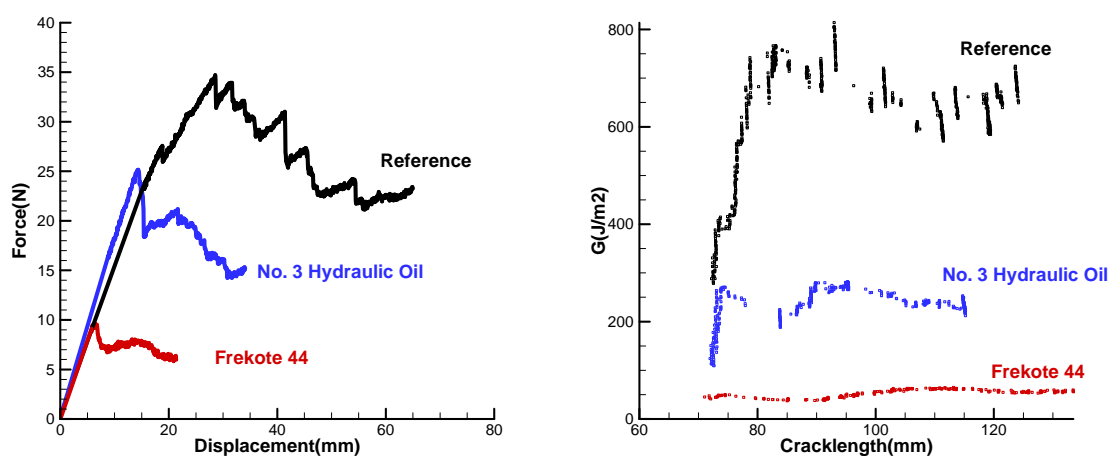 40
35
30
25
20
15
10
5
0
Force(N)
0
20
40
60
80
Displacement(mm)
Reference
No. 3 Hydraulic Oil
Frekote 44
800
600
400
200
0
G(J/m2)
60
80
100
120
Cracklength(mm)
Reference
No. 3 Hydraulic Oil
Frekote 44